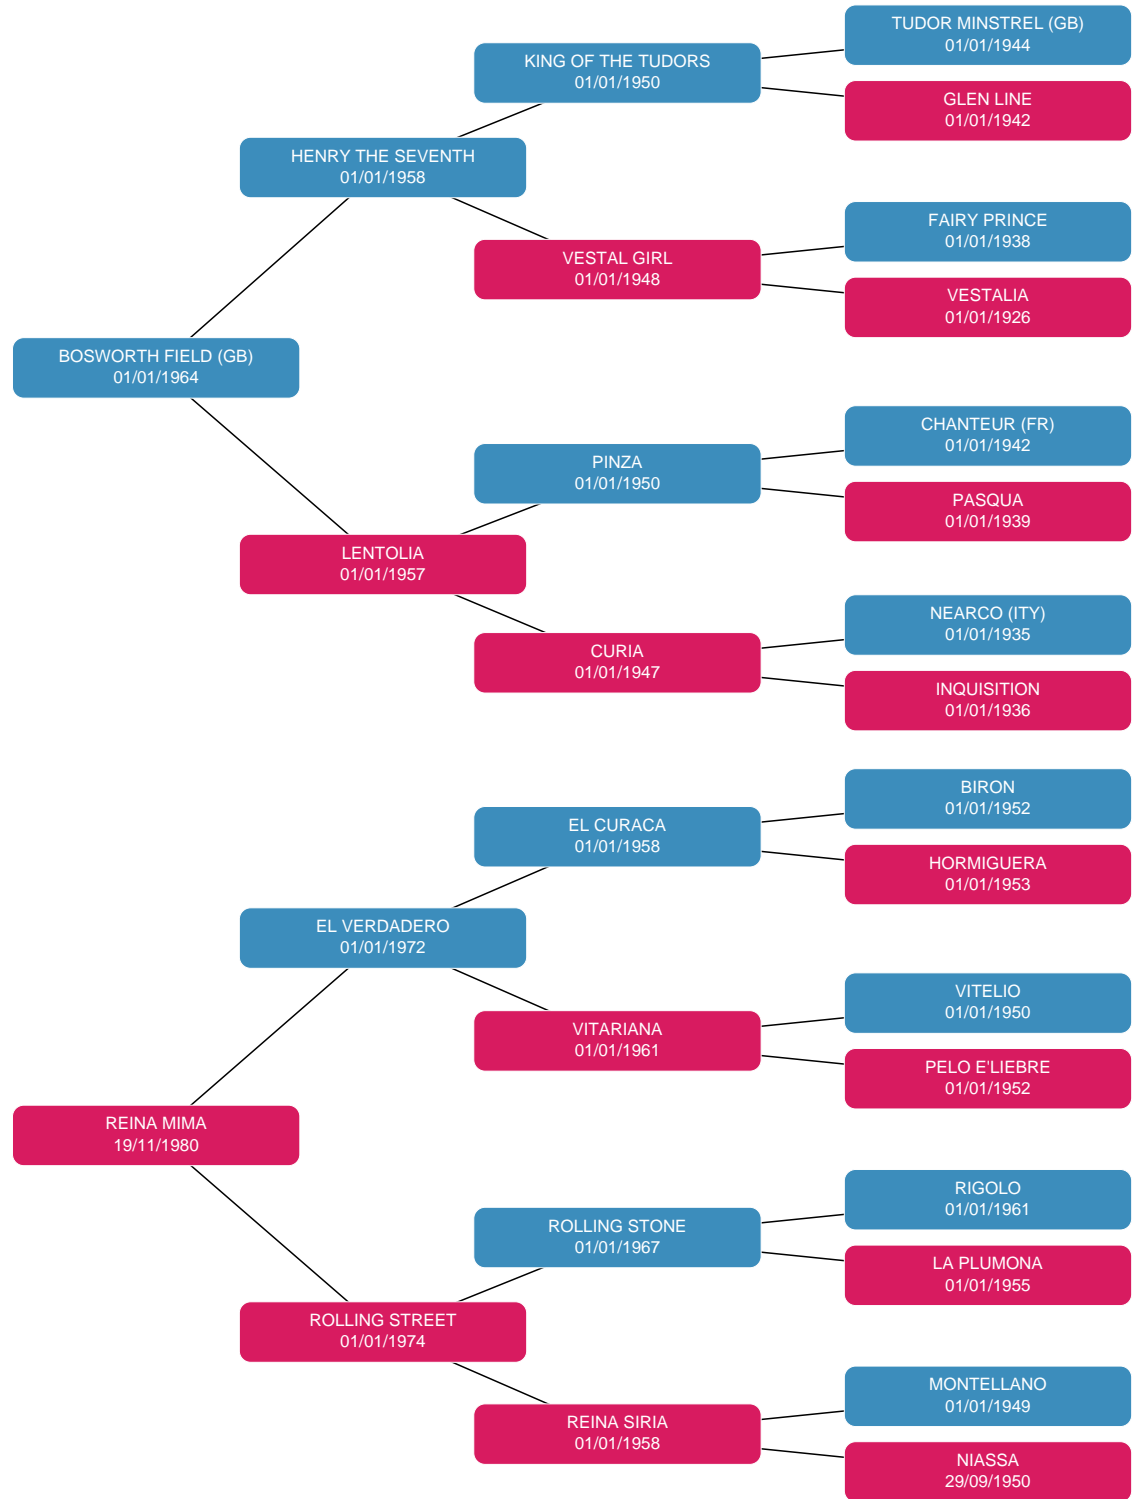 TUDOR MINSTREL (GB)
01/01/1944
KING OF THE TUDORS
01/01/1950
GLEN LINE
01/01/1942
HENRY THE SEVENTH
01/01/1958
FAIRY PRINCE
01/01/1938
VESTAL GIRL
01/01/1948
VESTALIA
01/01/1926
BOSWORTH FIELD (GB)
01/01/1964
CHANTEUR (FR)
01/01/1942
PINZA
01/01/1950
PASQUA
01/01/1939
LENTOLIA
01/01/1957
NEARCO (ITY)
01/01/1935
CURIA
01/01/1947
INQUISITION
01/01/1936
BIRON
01/01/1952
EL CURACA
01/01/1958
HORMIGUERA
01/01/1953
EL VERDADERO
01/01/1972
VITELIO
01/01/1950
VITARIANA
01/01/1961
PELO E'LIEBRE
01/01/1952
REINA MIMA
19/11/1980
RIGOLO
01/01/1961
ROLLING STONE
01/01/1967
LA PLUMONA
01/01/1955
ROLLING STREET
01/01/1974
MONTELLANO
01/01/1949
REINA SIRIA
01/01/1958
NIASSA
29/09/1950